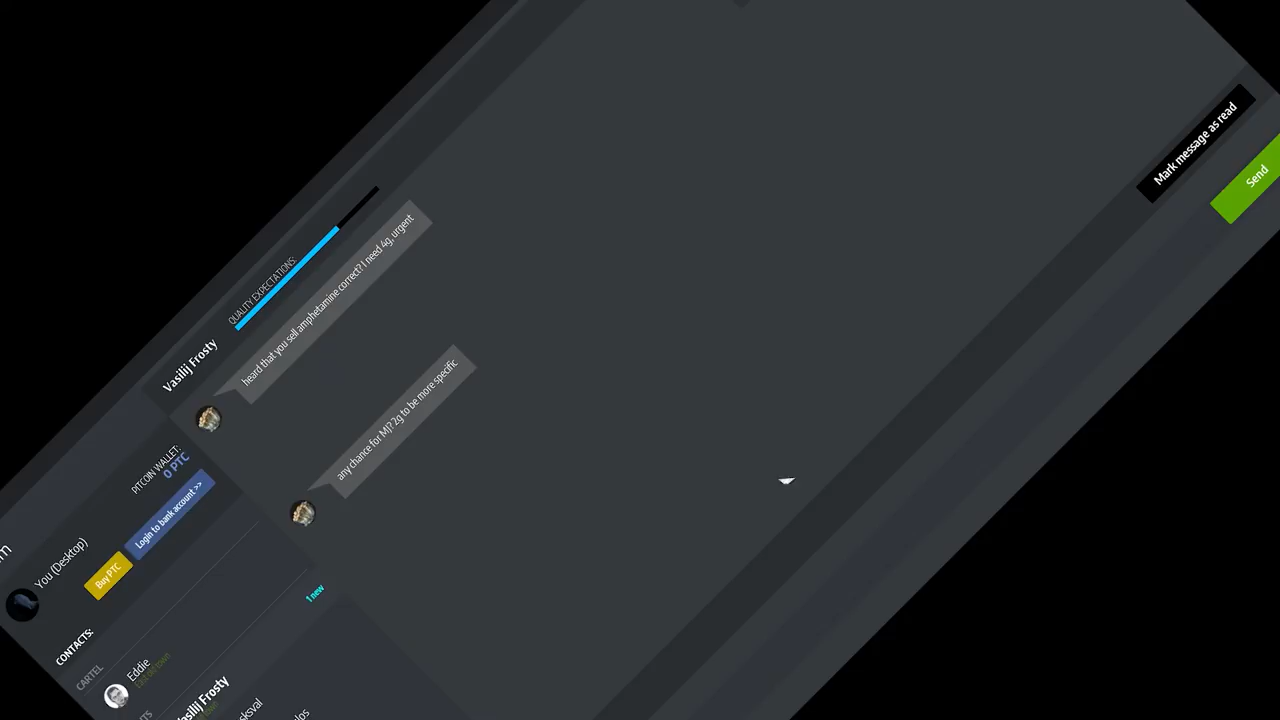 Vasilij Frosty
QUALITY EXPECTATIONS:
heard that you sell amphetamine correct? I need 4g, urgent
any chance for MJ? 2g to be more specific
Mark message as read
Send
PITCOIN WALLET:
0 PTC
You (Desktop)
Buy PTC
Login to bank account >>
CONTACTS:
CARTEL
Eddie
1 new
Vasilij Frosty